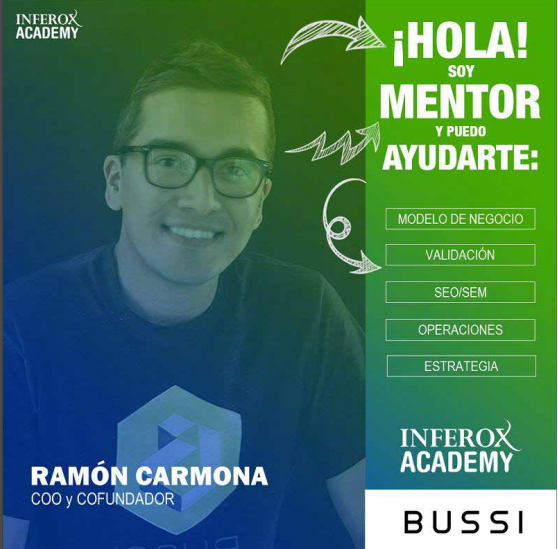 INFEROX
ACADEMY
¡HOLA!
SOY
MENTOR
Y PUEDO
AYUDARTE:
MODELO DE NEGOCIO
VALIDACIÓN
SEO/SEM
OPERACIONES
ESTRATEGIA
RAMÓN CARMONA
COO y COFUNDADOR
INFEROX
ACADEMY
BUSSI